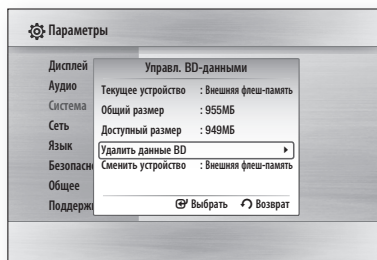 Параметры
Дисплей
Аудио
Система
Сеть
Язык
Безопасн
Общее
Поддержк
Управл. BD-данными
Текущее устройство : Внешняя флеш-память
Общий размер : 955МБ
Доступный размер : 949МБ
Удалить данные BD
Сменить устройство : Внешняя флеш-память
Выбрать Возврат